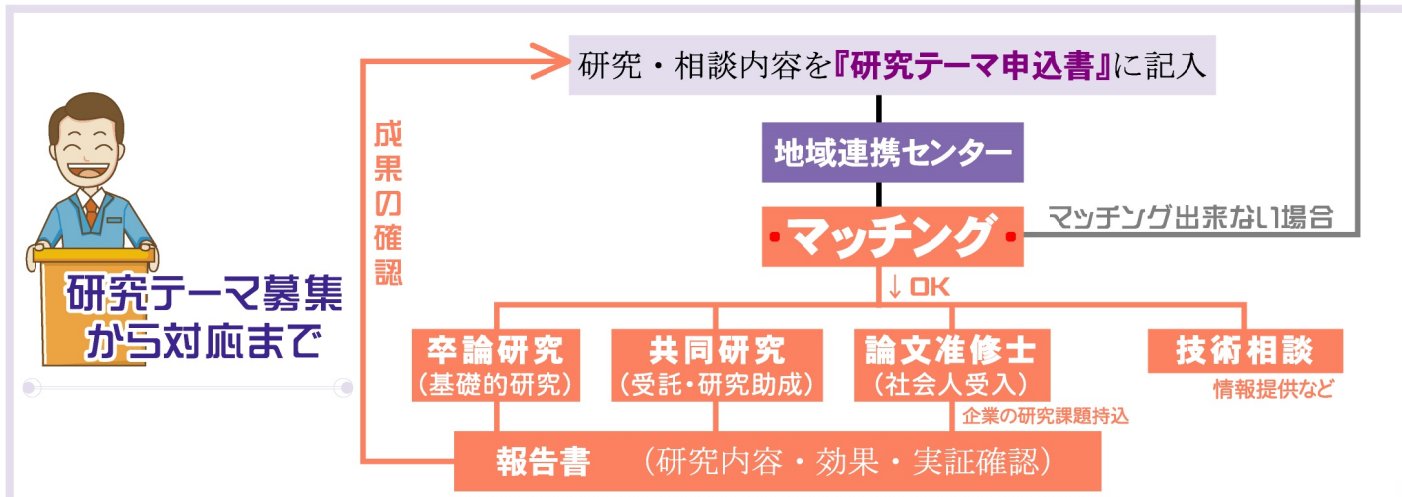 研究・相談内容を『研究テーマ申込書』に記入
地域連携センター
・マッチング・
マッチング出来ない場合
↓OK
成果の確認
研究テーマ募集
から対応まで
卒論研究
(基礎的研究)
共同研究
(受託・研究助成)
論文准修士
(社会人受入)
企業の研究課題持込
技術相談
情報提供など
報告書 (研究内容・効果・実証確認)